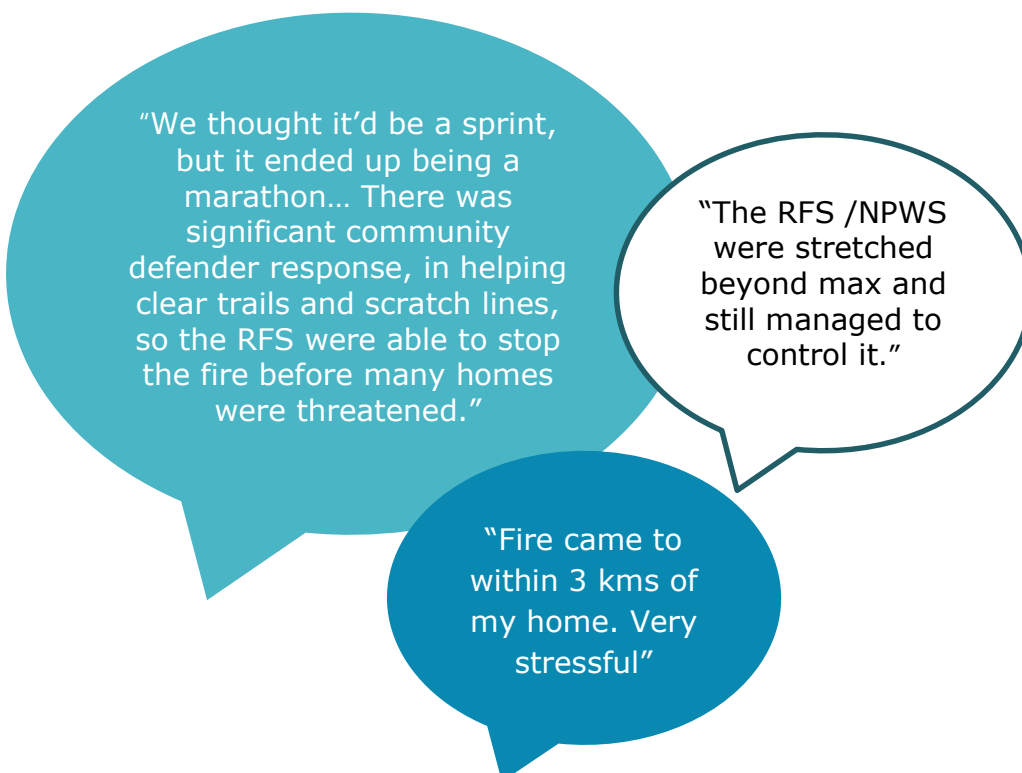 “We thought it’d be a sprint,
but it ended up being a
marathon… There was
significant community
defender response, in helping
clear trails and scratch lines,
so the RFS were able to stop
the fire before many homes
were threatened.”
“The RFS /NPWS
were stretched
beyond max and
still managed to
control it.”
“Fire came to
within 3 kms of
my home. Very
stressful”